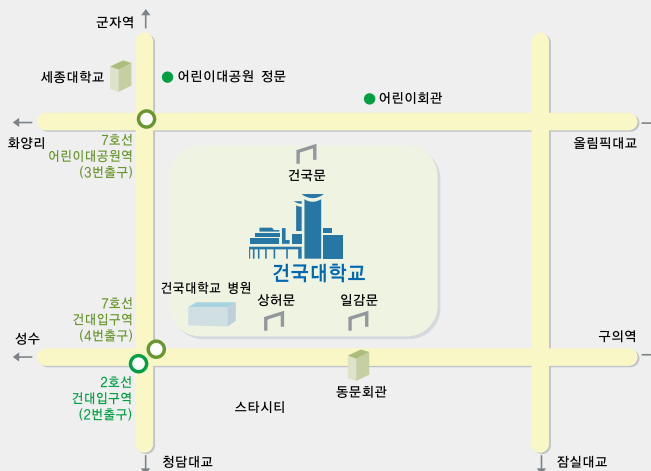 군자역
세종대학교
어린이대공원 정문
어린이회관
화양리
7호선
어린이대공원역
(3번출구)
올림픽대교
건국문
건국대학교
건국대학교 병원
상허문
일감문
7호선
건대입구역
(4번출구)
성수
구의역
2호선
건대입구역
(2번출구)
동문회관
스타시티
청담대교
잠실대교